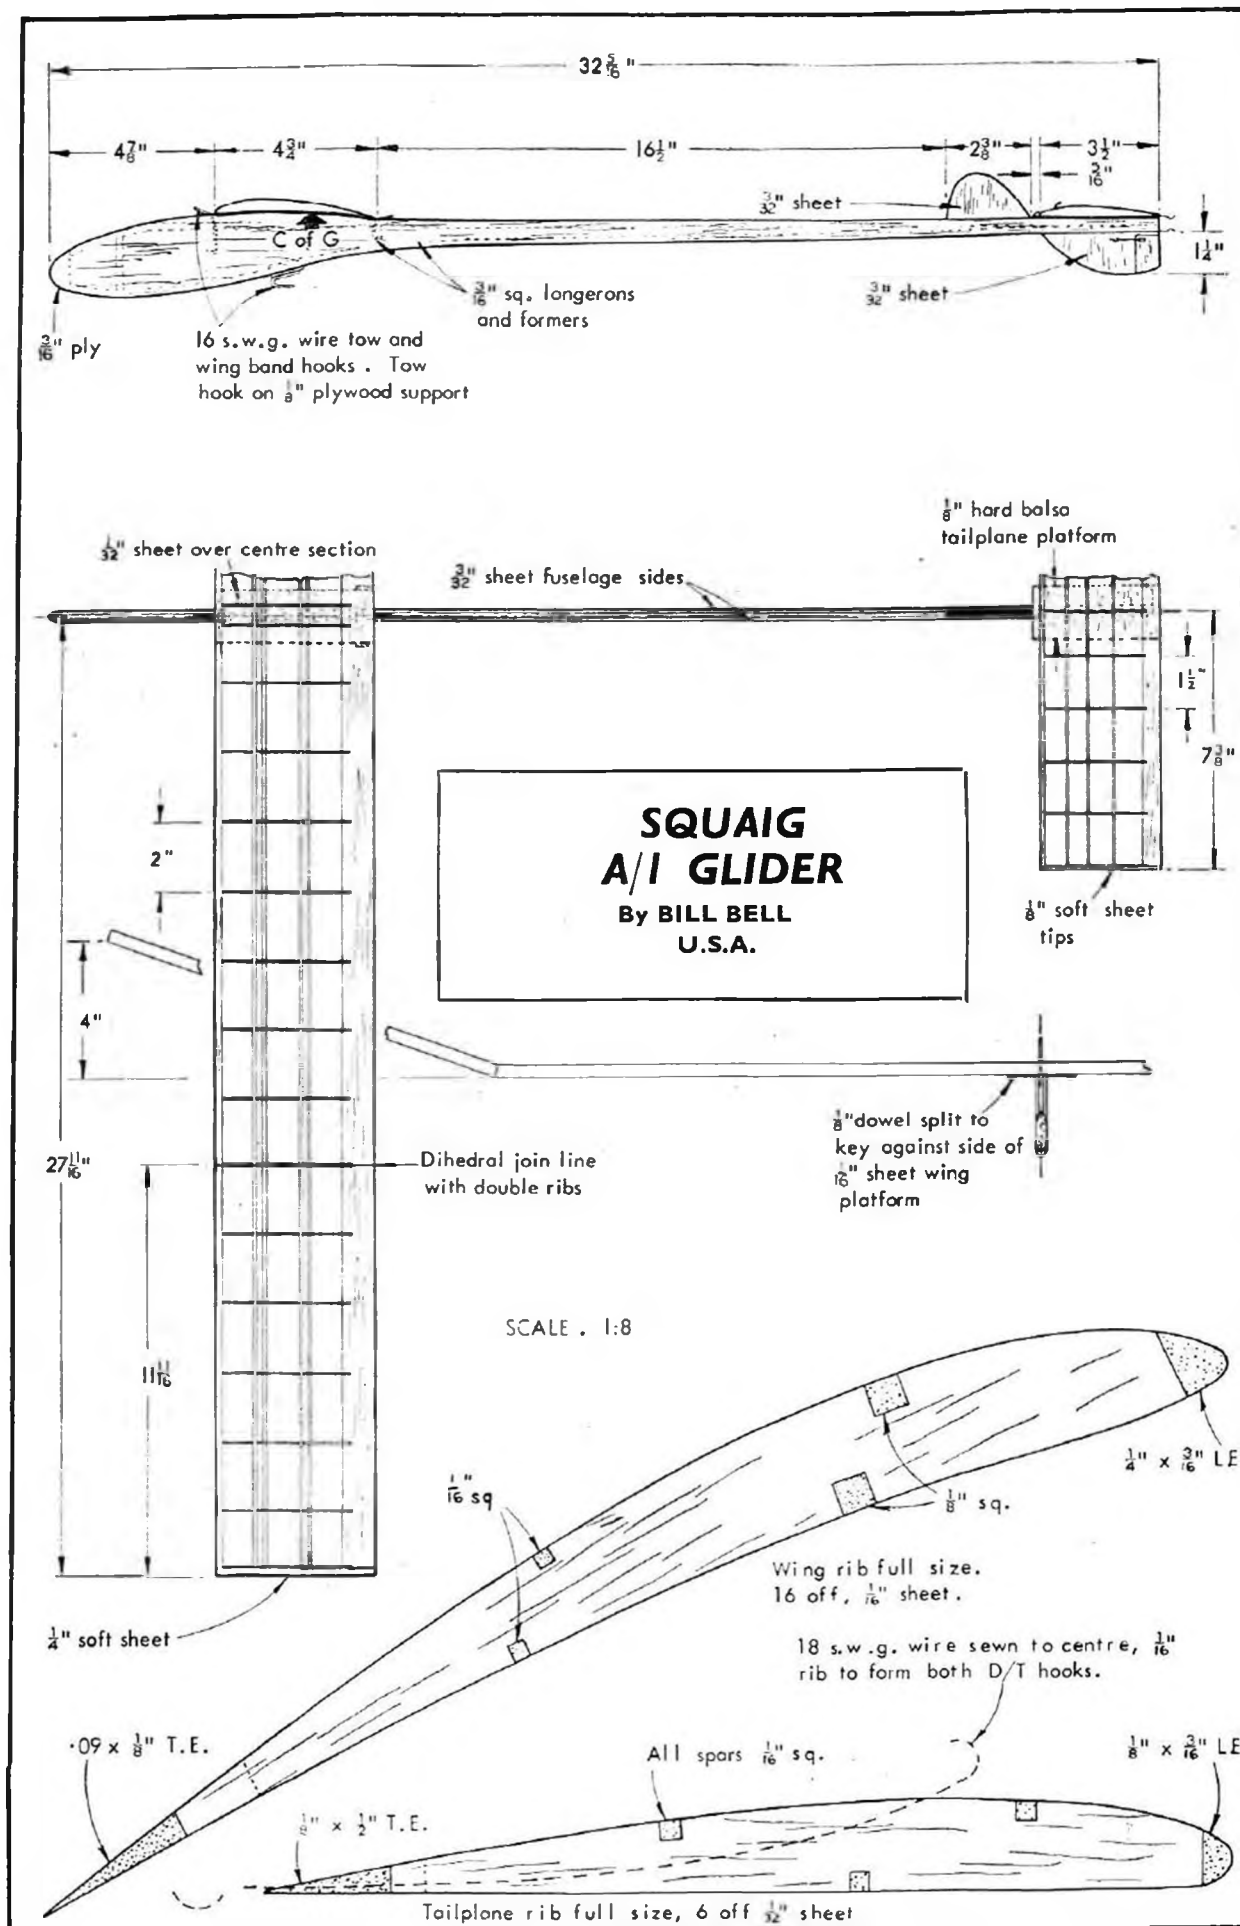 32 5/16"
4 7/8"
4 3/4"
16 1/2"
2 3/8"
3 1/2"
5/16"
3/32" sheet
C of G
1 1/4"
3/16" sq. longerons
and formers
3/32" sheet
3/16" ply
16 s.w.g. wire tow and
wing band hooks . Tow
hook on 1/8" plywood support
1/8" hard balsa
tailplane platform
1/32" sheet over centre section
3/32" sheet fuselage sides
1 1/2"
7 3/8"
2"
SQUAIG
A/1 GLIDER
By BILL BELL
U.S.A.
1/8" soft sheet
tips
4"
1/8" dowel split to
key against side of
1/16" sheet wing
platform
27 11/16"
Dihedral join line
with double ribs
SCALE . 1:8
11 11/16
1/4" x 3/16" LE
1/16" sq
1/8" sq.
Wing rib full size.
16 off, 1/16" sheet.
1/4" soft sheet
18 s.w.g. wire sewn to centre, 1/16"
rib to form both D/T hooks.
·09 x 1/8" T.E.
All spars 1/16" sq.
1/8" x 3/16" LE
1/8" x 1/2" T.E.
Tailplane rib full size, 6 off 1/32" sheet